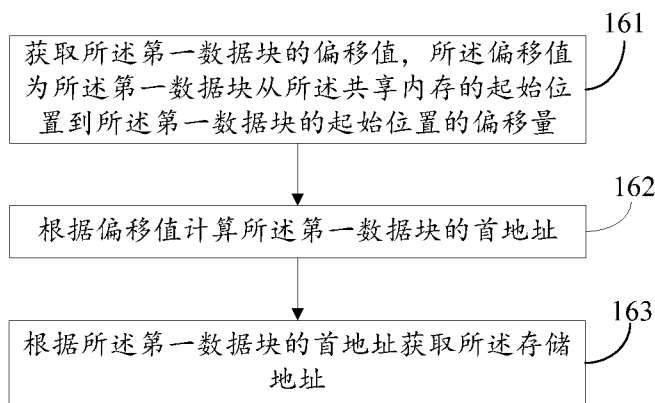 161
获取所述第一数据块的偏移值，所述偏移值
为所述第一数据块从所述共享内存的起始位
置到所述第一数据块的起始位置的偏移量
162
根据偏移值计算所述第一数据块的首地址
163
根据所述第一数据块的首地址获取所述存储
地址